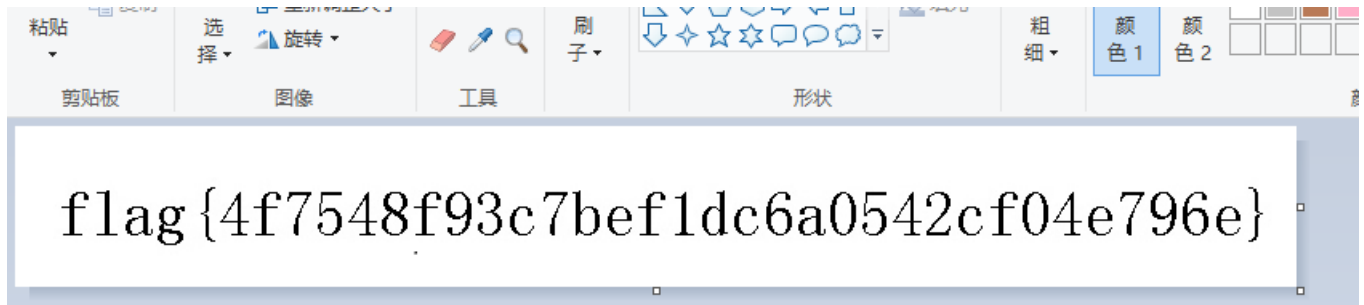 粘贴
选择
旋转
刷子
粗细
颜色 1
颜色 2
剪贴板
图像
工具
形状
flag{4f7548f93c7bef1dc6a0542cf04e796e}